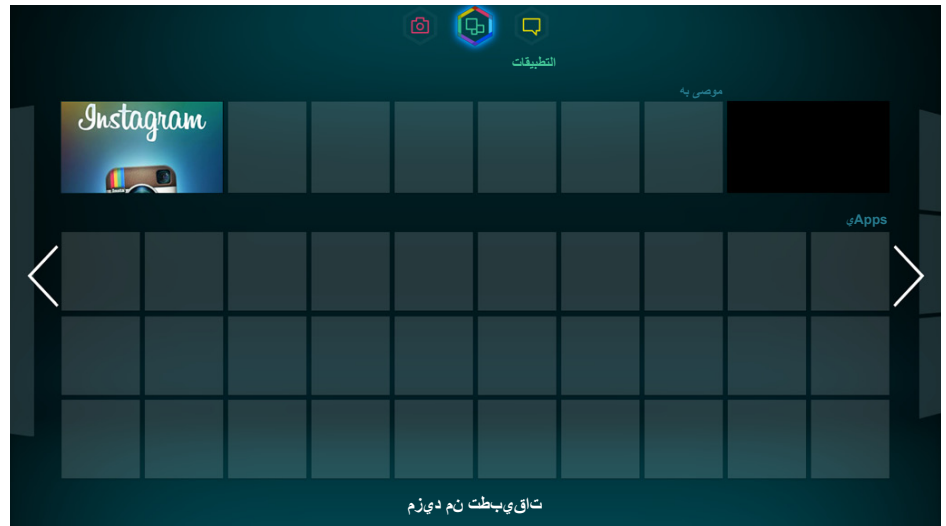 التطبيقات
موصى به
Instagram
Appsي
تاقيبطت نم ديزم